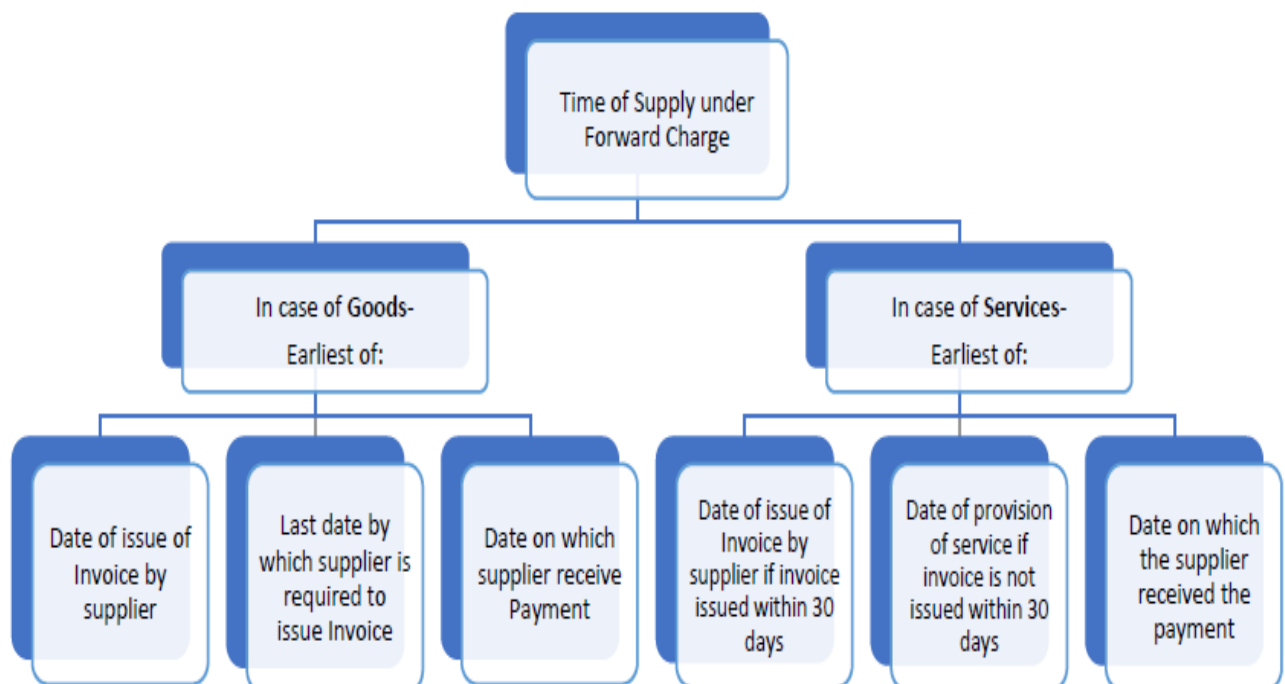 Time of Supply under
Forward Charge
In case of Goods-
Earliest of:
In case of Services-
Earliest of:
Date of issue of
Invoice by
supplier
Last date by
which supplier is
required to
issue Invoice
Date on which
supplier receive
Payment
Date of issue of
Invoice by
supplier if invoice
issued within 30
days
Date of provision
of service if
invoice is not
issued within 30
days
Date on which
the supplier
received the
payment